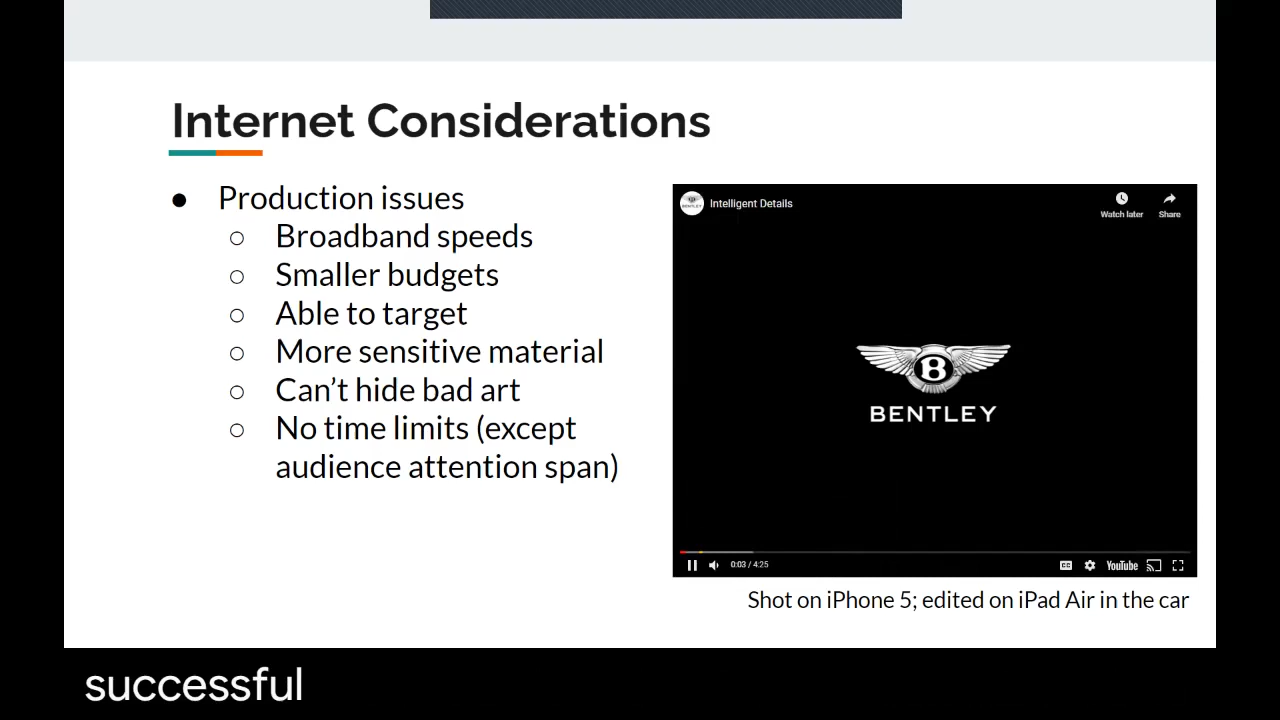 Internet Considerations
● Production issues
○ Broadband speeds
○ Smaller budgets
○ Able to target
○ More sensitive material
○ Can't hide bad art
○ No time limits (except
audience attention span)
BENTLEY
Intelligent Details
Watch later
Share
B
BENTLEY
0:03 / 4:25
CC
YouTube
Shot on iPhone 5; edited on iPad Air in the car
successful